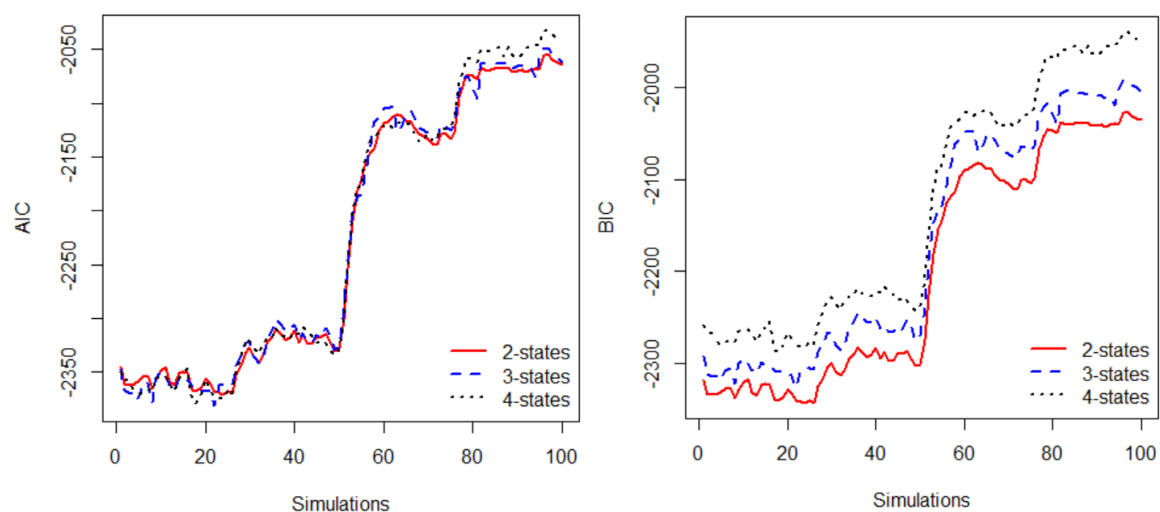 AIC
-2050
-2150
-2250
-2350
0 20 40 60 80 100
Simulations
2-states
3-states
4-states
BIC
-2000
-2100
-2200
-2300
0 20 40 60 80 100
Simulations
2-states
3-states
4-states